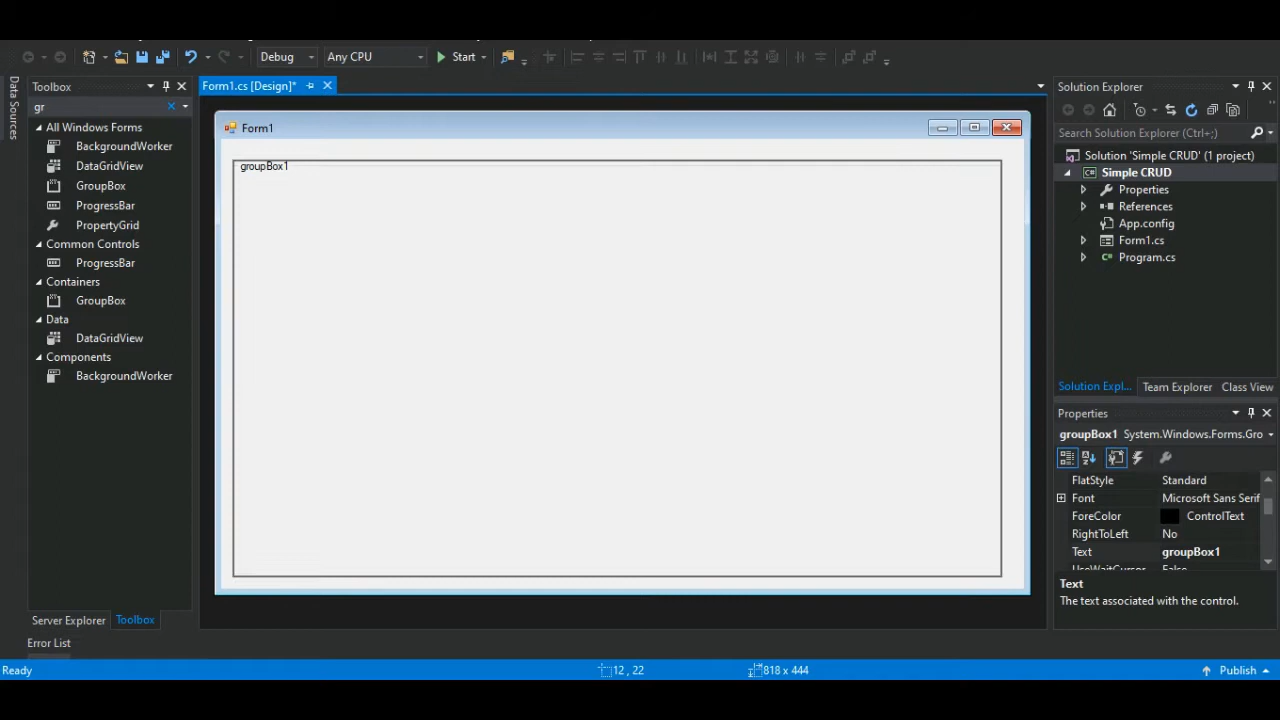 Debug
Any CPU
Start
Data Sources
Toolbox
gr
All Windows Forms
BackgroundWorker
DataGridView
GroupBox
ProgressBar
PropertyGrid
Common Controls
ProgressBar
Containers
GroupBox
Data
DataGridView
Components
BackgroundWorker
Server Explorer
Toolbox
Error List
Form1.cs [Design]*
Form1
groupBox1
Solution Explorer
Search Solution Explorer (Ctrl+;)
Solution 'Simple CRUD' (1 project)
C# Simple CRUD
Properties
References
App.config
Form1.cs
C# Program.cs
Solution Expl...
Team Explorer
Class View
Properties
groupBox1 System.Windows.Forms.Gro
FlatStyle Standard
Font Microsoft Sans Serif
ForeColor ControlText
RightToLeft No
Text groupBox1
UseWaitCursor False
Text
The text associated with the control.
Ready
12 , 22
818 x 444
Publish